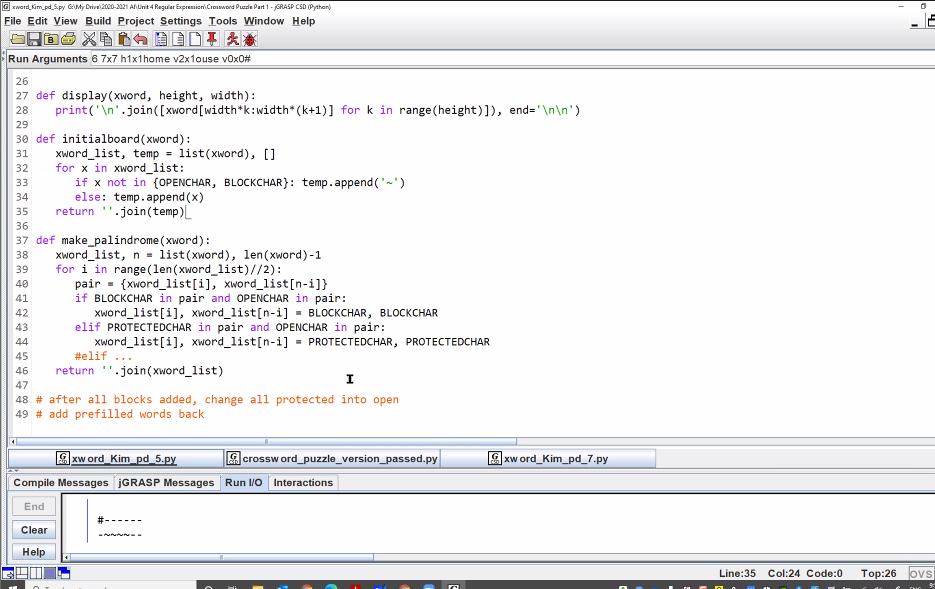 xword_Kim_pd_5.py G:\My Drive\2020-2021 AI\Unit 4 Regular Expression\Crossword Puzzle Part 1 - jGRASP CSD (Python)
File Edit View Build Project Settings Tools Window Help
Run Arguments 6 7x7 h1x1home v2x1ouse v0x0#
26
27 def display(xword, height, width):
28 print('\n'.join([xword[width*k:width*(k+1)] for k in range(height)]), end='\n\n')
29
30 def initialboard(xword):
31 xword_list, temp = list(xword), []
32 for x in xword_list:
33 if x not in {OPENCHAR, BLOCKCHAR}: temp.append('~')
34 else: temp.append(x)
35 return ''.join(temp)
36
37 def make_palindrome(xword):
38 xword_list, n = list(xword), len(xword)-1
39 for i in range(len(xword_list)//2):
40 pair = {xword_list[i], xword_list[n-i]}
41 if BLOCKCHAR in pair and OPENCHAR in pair:
42 xword_list[i], xword_list[n-i] = BLOCKCHAR, BLOCKCHAR
43 elif PROTECTEDCHAR in pair and OPENCHAR in pair:
44 xword_list[i], xword_list[n-i] = PROTECTEDCHAR, PROTECTEDCHAR
45 #elif ...
46 return ''.join(xword_list)
47
48 # after all blocks added, change all protected into open
49 # add prefilled words back
xword_Kim_pd_5.py crossword_puzzle_version_passed.py xword_Kim_pd_7.py
Compile Messages jGRASP Messages Run I/O Interactions
End
Clear
Help
#------
-~~~~--
Line:35 Col:24 Code:0 Top:26 OVS